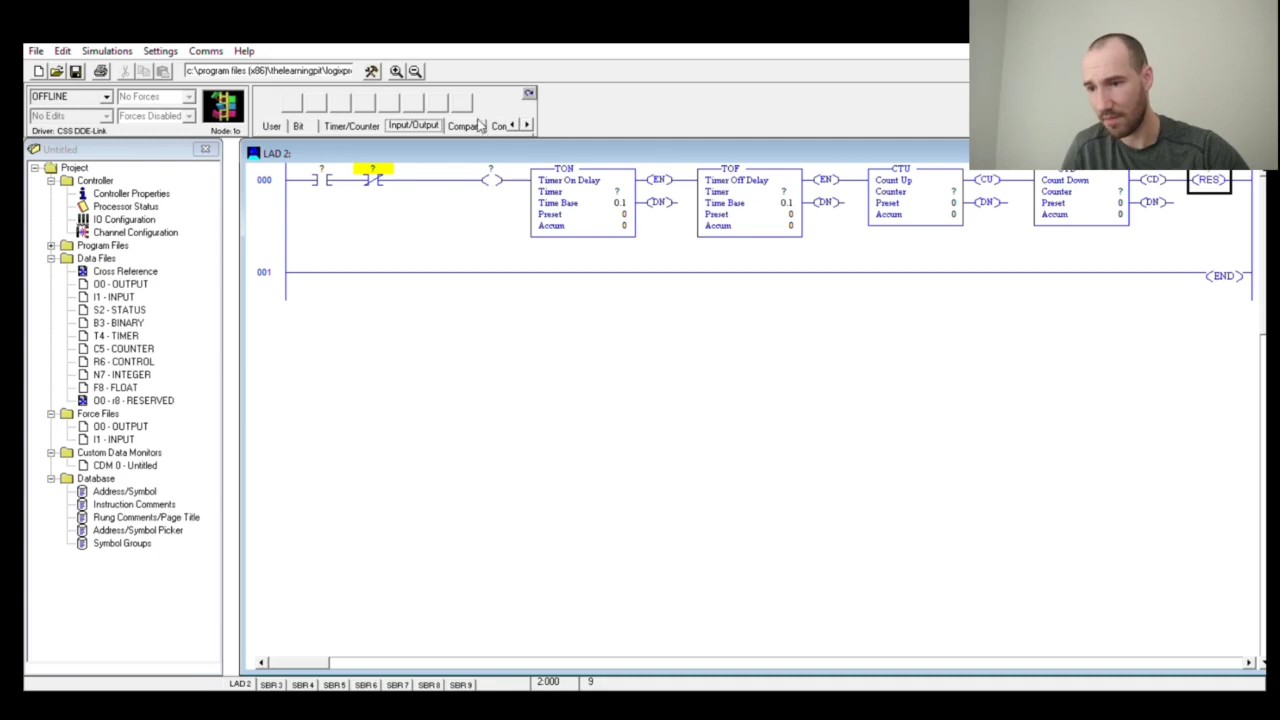 File Edit Simulations Settings Comms Help
c:\program files (x86)\thelearningpit\logixpr
OFFLINE No Forces
No Edits Forces Disabled
Driver: CSS DDE-Link Node: 1o
User Bit Timer/Counter Input/Output Compa Con
Untitled
Project
Controller
Controller Properties
Processor Status
IO Configuration
Channel Configuration
Program Files
Data Files
Cross Reference
O0 - OUTPUT
I1 - INPUT
S2 - STATUS
B3 - BINARY
T4 - TIMER
C5 - COUNTER
R6 - CONTROL
N7 - INTEGER
F8 - FLOAT
O0 - r8 - RESERVED
Force Files
O0 - OUTPUT
I1 - INPUT
Custom Data Monitors
CDM 0 - Untitled
Database
Address/Symbol
Instruction Comments
Rung Comments/Page Title
Address/Symbol Picker
Symbol Groups
LAD 2:
000
? ? ?
TON
Timer On Delay
Timer ?
Time Base 0.1
Preset 0
Accum 0
EN
DN
TOF
Timer Off Delay
Timer ?
Time Base 0.1
Preset 0
Accum 0
EN
DN
CTU
Count Up
Counter ?
Preset 0
Accum 0
CU
DN
Count Down
Counter ?
Preset 0
Accum 0
CD
DN
RES
001
END
LAD 2 SBR 3 SBR 4 SBR 5 SBR 6 SBR 7 SBR 8 SBR 9 2:000 9